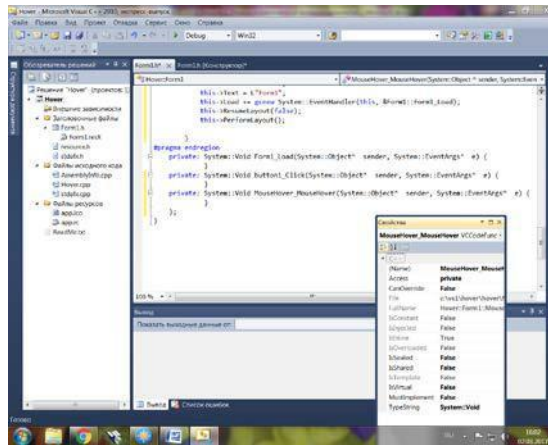 Hover - Microsoft Visual C++ 2010, экспресс-выпуск
Файл Правка Вид Проект Отладка Сервис Окно Справка
Debug Win32
Обозреватель решений
Form1.h* Form1.h [Конструктор]*
Hover::Form1
MouseHover_MouseHover(System::Object ^ sender, System::Even
Решение "Hover" (проектов: 1
Hover
Внешние зависимости
Заголовочные файлы
Form1.h
Form1.resX
resource.h
stdafx.h
Файлы исходного кода
AssemblyInfo.cpp
Hover.cpp
stdafx.cpp
Файлы ресурсов
app.ico
app.rc
ReadMe.txt
this->Text = L"Form1";
this->Load += gcnew System::EventHandler(this, &Form1::Form1_Load);
this->ResumeLayout(false);
this->PerformLayout();
}
#pragma endregion
private: System::Void Form1_Load(System::Object^ sender, System::EventArgs^ e) {
}
private: System::Void button1_Click(System::Object^ sender, System::EventArgs^ e) {
}
private: System::Void MouseHover_MouseHover(System::Object^ sender, System::EventArgs^ e) {
}
};
}
100 %
Вывод
Показать выходные данные от:
Вывод Список ошибок
Готово
Свойства
MouseHover_MouseHover VCCodeFunc
C++
(Name) MouseHover_MouseH
Access private
CanOverride False
File
FullName Hover::Form1::Mouse
IsConstant False
IsInjected False
IsInline True
IsOverloaded False
IsSealed False
IsShared False
IsTemplate False
IsVirtual False
MustImplement False
TypeString System::Void
RU
16:02